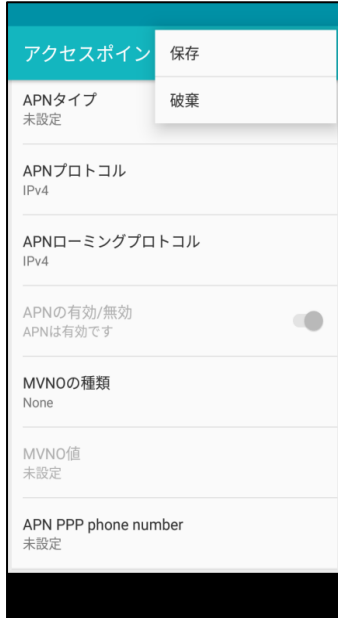 アクセスポイン
保存
破棄
APNタイプ
未設定
APNプロトコル
IPv4
APNローミングプロトコル
IPv4
APNの有効/無効
APNは有効です
MVNOの種類
None
MVNO値
未設定
APN PPP phone number
未設定